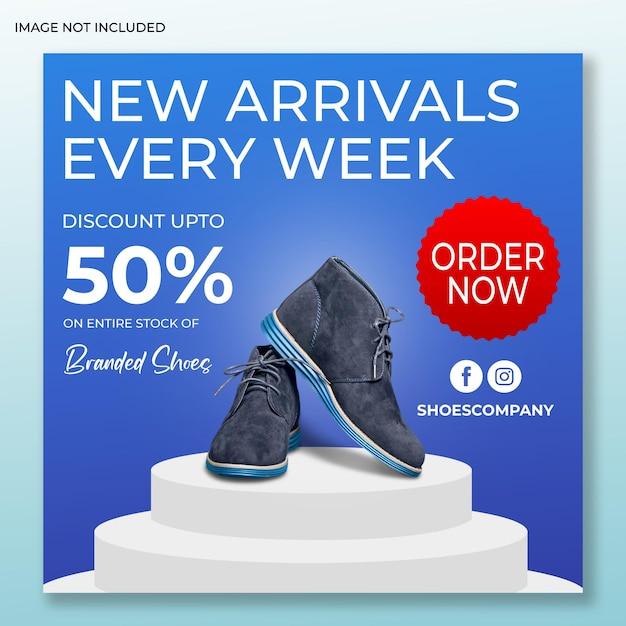 IMAGE NOT INCLUDED
NEW ARRIVALS
EVERY WEEK
DISCOUNT UPTO
50%
ON ENTIRE STOCK OF
Branded Shoes
ORDER
NOW
SHOESCOMPANY